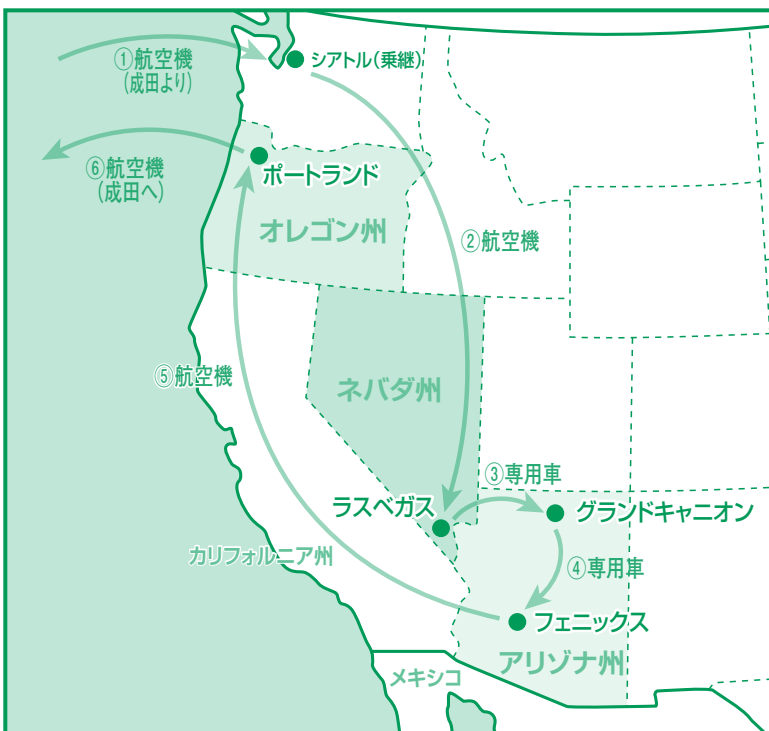 ①航空機
(成田より)
シアトル(乗継)
⑥航空機
(成田へ)
ポートランド
オレゴン州
②航空機
⑤航空機
ネバダ州
③専用車
ラスベガス
グランドキャニオン
カリフォルニア州
④専用車
フェニックス
アリゾナ州
メキシコ